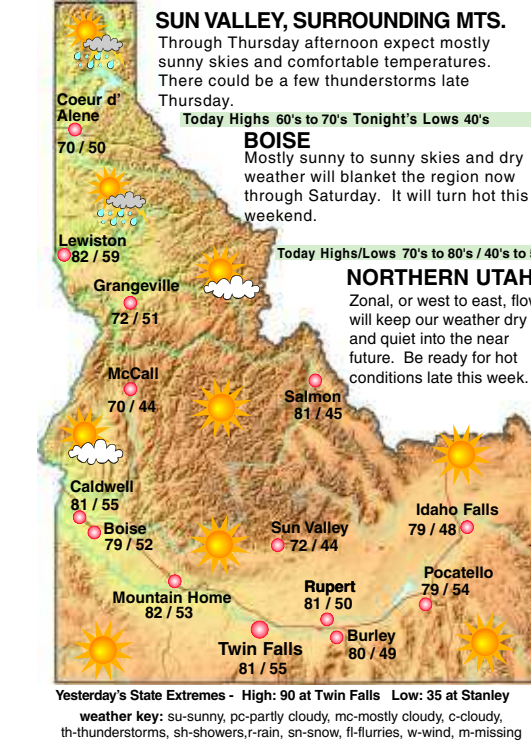 SUN VALLEY, SURROUNDING MTS.
Through Thursday afternoon expect mostly
sunny skies and comfortable temperatures.
There could be a few thunderstorms late
Thursday.
Today Highs 60's to 70's Tonight's Lows 40's
BOISE
Mostly sunny to sunny skies and dry
weather will blanket the region now
through Saturday. It will turn hot this
weekend.
Today Highs/Lows 70's to 80's / 40's to
NORTHERN UTAH
Zonal, or west to east,
will keep our weather dry
and quiet into the near
future. Be ready for hot
conditions late this week.
Coeur d'
Alene
70 / 50
Lewiston
82 / 59
Grangeville
72 / 51
McCall
70 / 44
Salmon
81 / 45
Caldwell
81 / 55
Boise
79 / 52
Sun Valley
72 / 44
Idaho Falls
79 / 48
Mountain Home
82 / 53
Rupert
81 / 50
Pocatello
79 / 54
Twin Falls
81 / 55
Burley
80 / 49
Yesterday's State Extremes - High: 90 at Twin Falls Low: 35 at Stanley
weather key: su-sunny, pc-partly cloudy, mc-mostly cloudy, c-cloudy,
th-thunderstorms, sh-showers,r-rain, sn-snow, fl-flurries, w-wind, m-missing